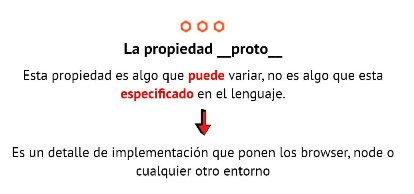 La propiedad __proto__
Esta propiedad es algo que puede variar, no es algo que esta
especificado en el lenguaje.
Es un detalle de implementación que ponen los browser, node o
cualquier otro entorno